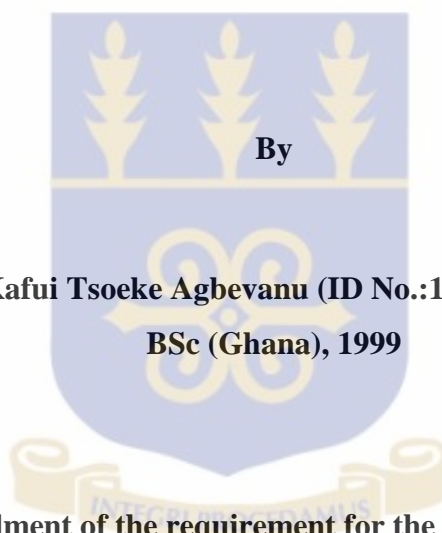 By
Kafui Tsoeke Agbevanu (ID No.:1
BSc (Ghana), 1999
INTEGRI PROCEDAMUS
lment of the requirement for the